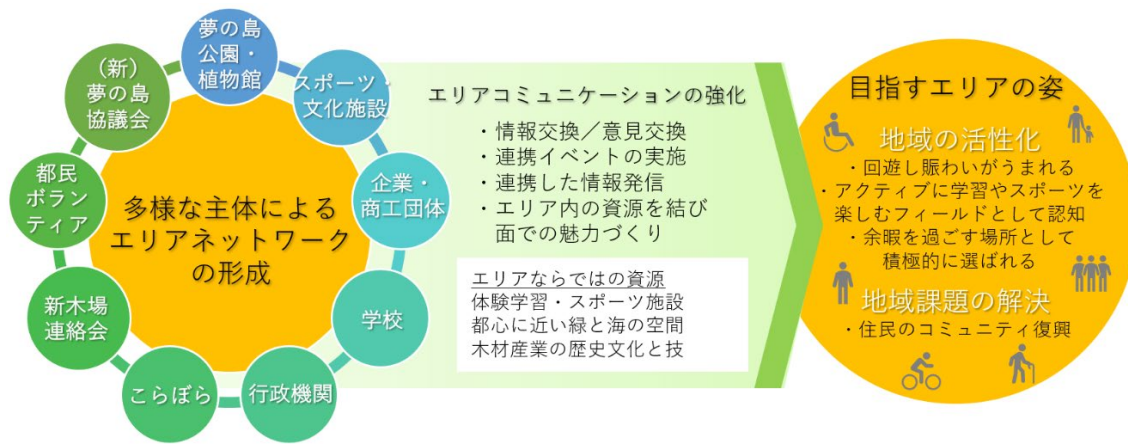 夢の島
公園・
植物館
スポーツ・
文化施設
企業・
商工団体
学校
行政機関
こらぼら
新木場
連絡会
都民
ボラン
ティア
（新）
夢の島
協議会
多様な主体による
エリアネットワーク
の形成
エリアコミュニケーションの強化
・情報交換／意見交換
・連携イベントの実施
・連携した情報発信
・エリア内の資源を結び
面での魅力づくり
エリアならではの資源
体験学習・スポーツ施設
都心に近い緑と海の空間
木材産業の歴史文化と技
目指すエリアの姿
地域の活性化
・回遊し賑わいがうまれる
・アクティブに学習やスポーツを
楽しむフィールドとして認知
・余暇を過ごす場所として
積極的に選ばれる
地域課題の解決
・住民のコミュニティ復興